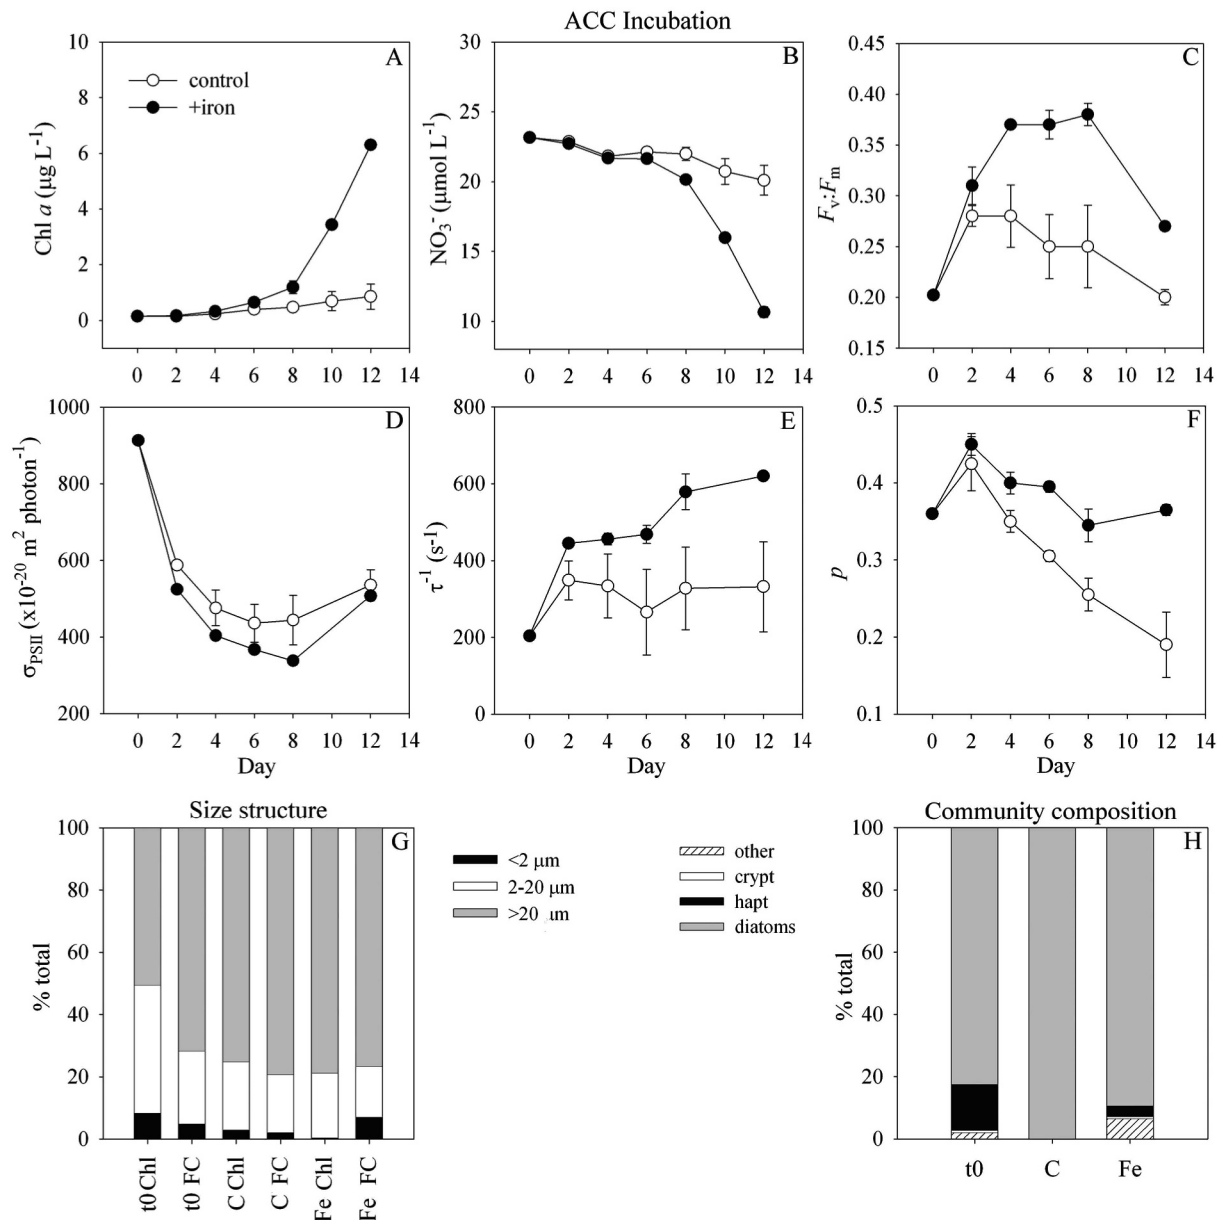 ACC Incubation
A
control
+iron
Chl a (µg L⁻¹)
10
8
6
4
2
0
0 2 4 6 8 10 12 14
B
NO₃⁻ (µmol L⁻¹)
30
25
20
15
10
0 2 4 6 8 10 12 14
C
Fᵥ:Fₘ
0.40
0.35
0.30
0.25
0.20
0.15
0 2 4 6 8 10 12 14
D
σPSII (x10⁻²⁰ m² photon⁻¹)
1000
800
600
400
200
0 2 4 6 8 10 12 14
Day
E
τ⁻¹ (s⁻¹)
800
600
400
200
0
0 2 4 6 8 10 12 14
Day
F
p
0.5
0.4
0.3
0.2
0.1
0 2 4 6 8 10 12 14
Day
Size structure
G
% total
100
80
60
40
20
0
t0 Chl
t0 FC
C Chl
C FC
Fe Chl
Fe FC
<2 µm
2-20 µm
>20 µm
other
crypt
hapt
diatoms
Community composition
H
% total
100
80
60
40
20
0
t0 C Fe